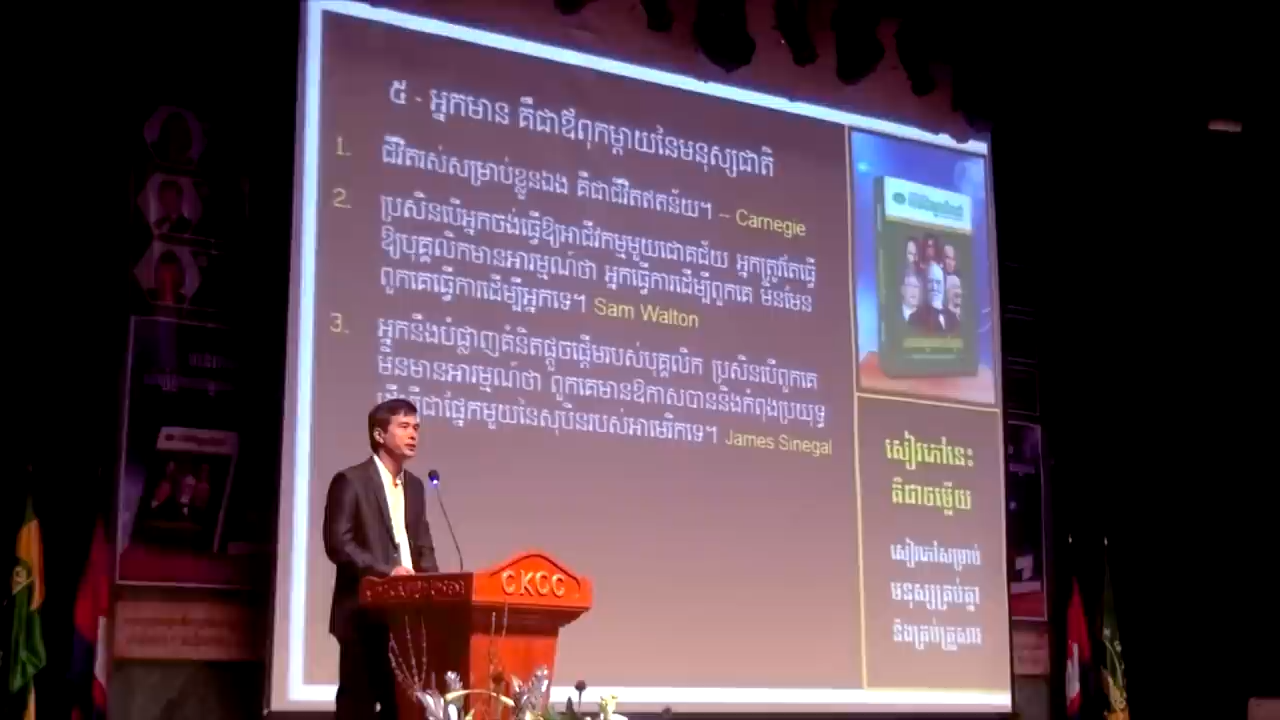 ៥ - អ្នកមាន គឺជាឪពុកម្តាយនៃមនុស្សជាតិ
1. ជីវិតរស់សម្រាប់ខ្លួនឯង គឺជាជីវិតឥតន័យ។ – Carnegie
2. ប្រសិនបើអ្នកចង់ធ្វើឱ្យអាជីវកម្មមួយជោគជ័យ អ្នកត្រូវតែធ្វើ
ឱ្យបុគ្គលិកមានអារម្មណ៍ថា អ្នកធ្វើការដើម្បីពួកគេ មិនមែន
ពួកគេធ្វើការដើម្បីអ្នកទេ។ Sam Walton
3. អ្នកនឹងបំផ្លាញគំនិតផ្តួចផ្តើមរបស់បុគ្គលិក ប្រសិនបើពួកគេ
មិនមានអារម្មណ៍ថា ពួកគេមានឱកាសបាននិងកំពុងប្រយុទ្ធ
ដើម្បីជាផ្នែកមួយនៃសុបិនរបស់អាមេរិកទេ។ James Sinegal
សៀវភៅនេះ
គឺជាចម្លើយ
សៀវភៅសម្រាប់
មនុស្សគ្រប់គ្នា
និងគ្រប់គ្រួសារ
CKCC